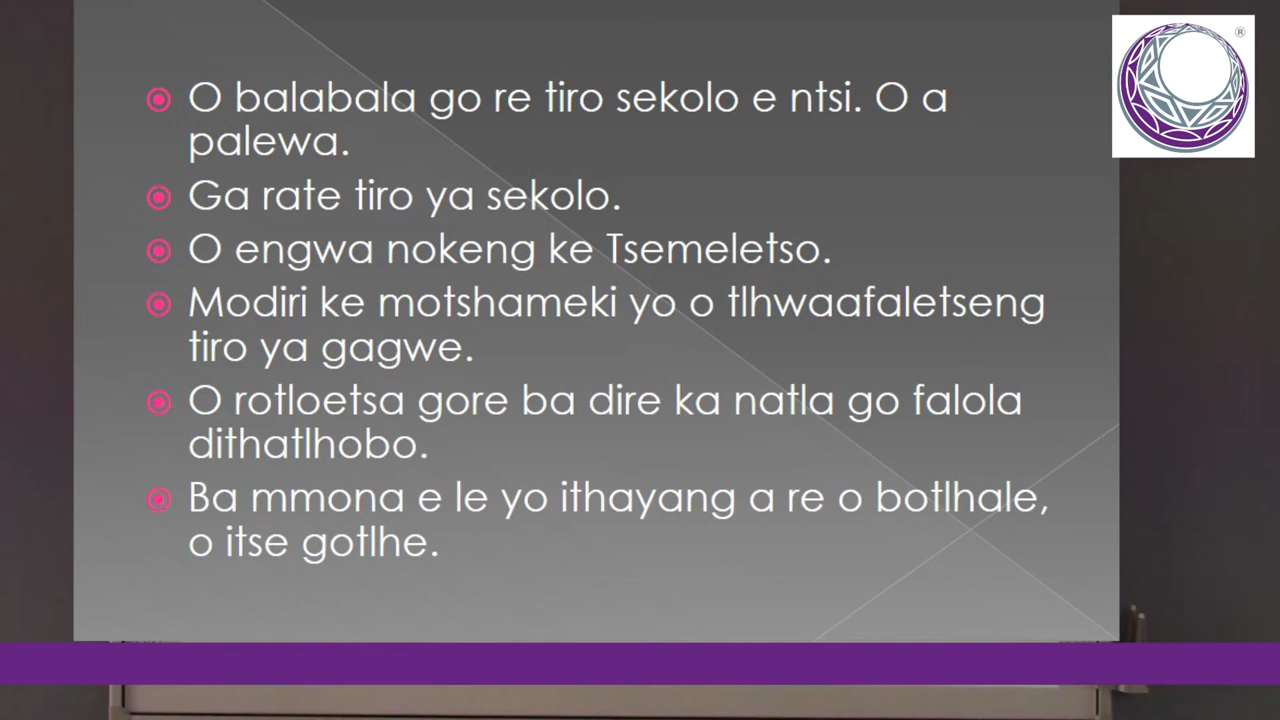 O balabala go re tiro sekolo e ntsi. O a
palewa.
Ga rate tiro ya sekolo.
O engwa nokeng ke Tsemeletso.
Modiri ke motshameki yo o tlhwaafaletseng
tiro ya gagwe.
O rotloetsa gore ba dire ka natla go falola
dithatlhobo.
Ba mmona e le yo ithayang a re o botlhale,
o itse gotlhe.
®